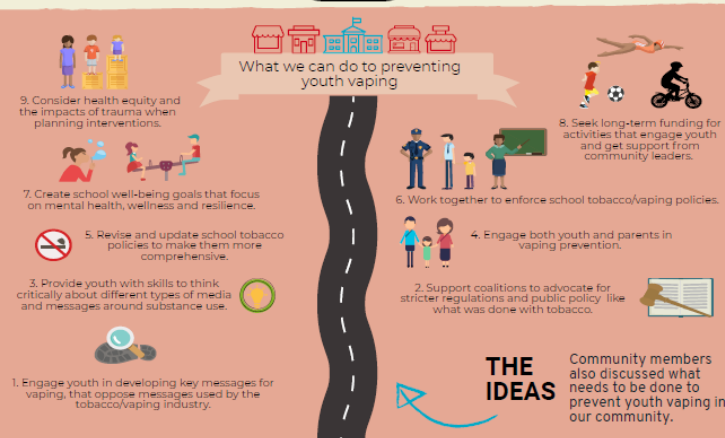 What we can do to preventing
youth vaping
9. Consider health equity and
the impacts of trauma when
planning interventions.
8. Seek long-term funding for
activities that engage youth
and get support from
community leaders.
7. Create school well-being goals that focus
on mental health, wellness and resilience.
6. Work together to enforce school tobacco/vaping policies.
5. Revise and update school tobacco
policies to make them more
comprehensive.
4. Engage both youth and parents in
vaping prevention.
3. Provide youth with skills to think
critically about different types of media
and messages around substance use.
2. Support coalitions to advocate for
stricter regulations and public policy like
what was done with tobacco.
1. Engage youth in developing key messages for
vaping, that oppose messages used by the
tobacco/vaping industry.
THE
IDEAS
Community members
also discussed what
needs to be done to
prevent youth vaping in
our community.